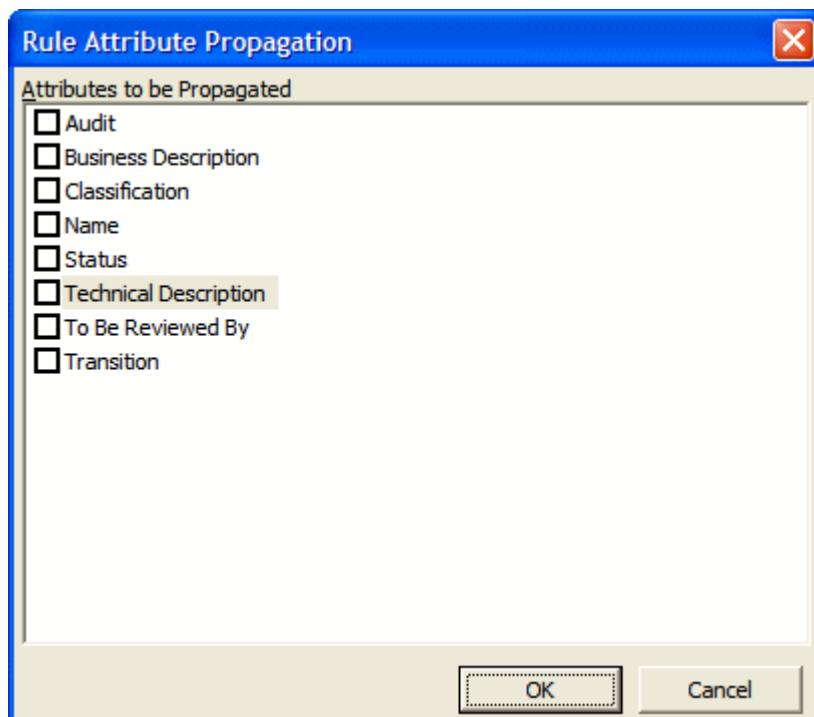 Rule Attribute Propagation
Attributes to be Propagated
Audit
Business Description
Classification
Name
Status
Technical Description
To Be Reviewed By
Transition
OK Cancel